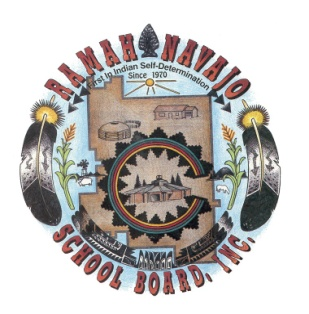 RAMAH NAVAJO
First In Indian Self-Determination
Since 1970
SCHOOL BOARD, INC.